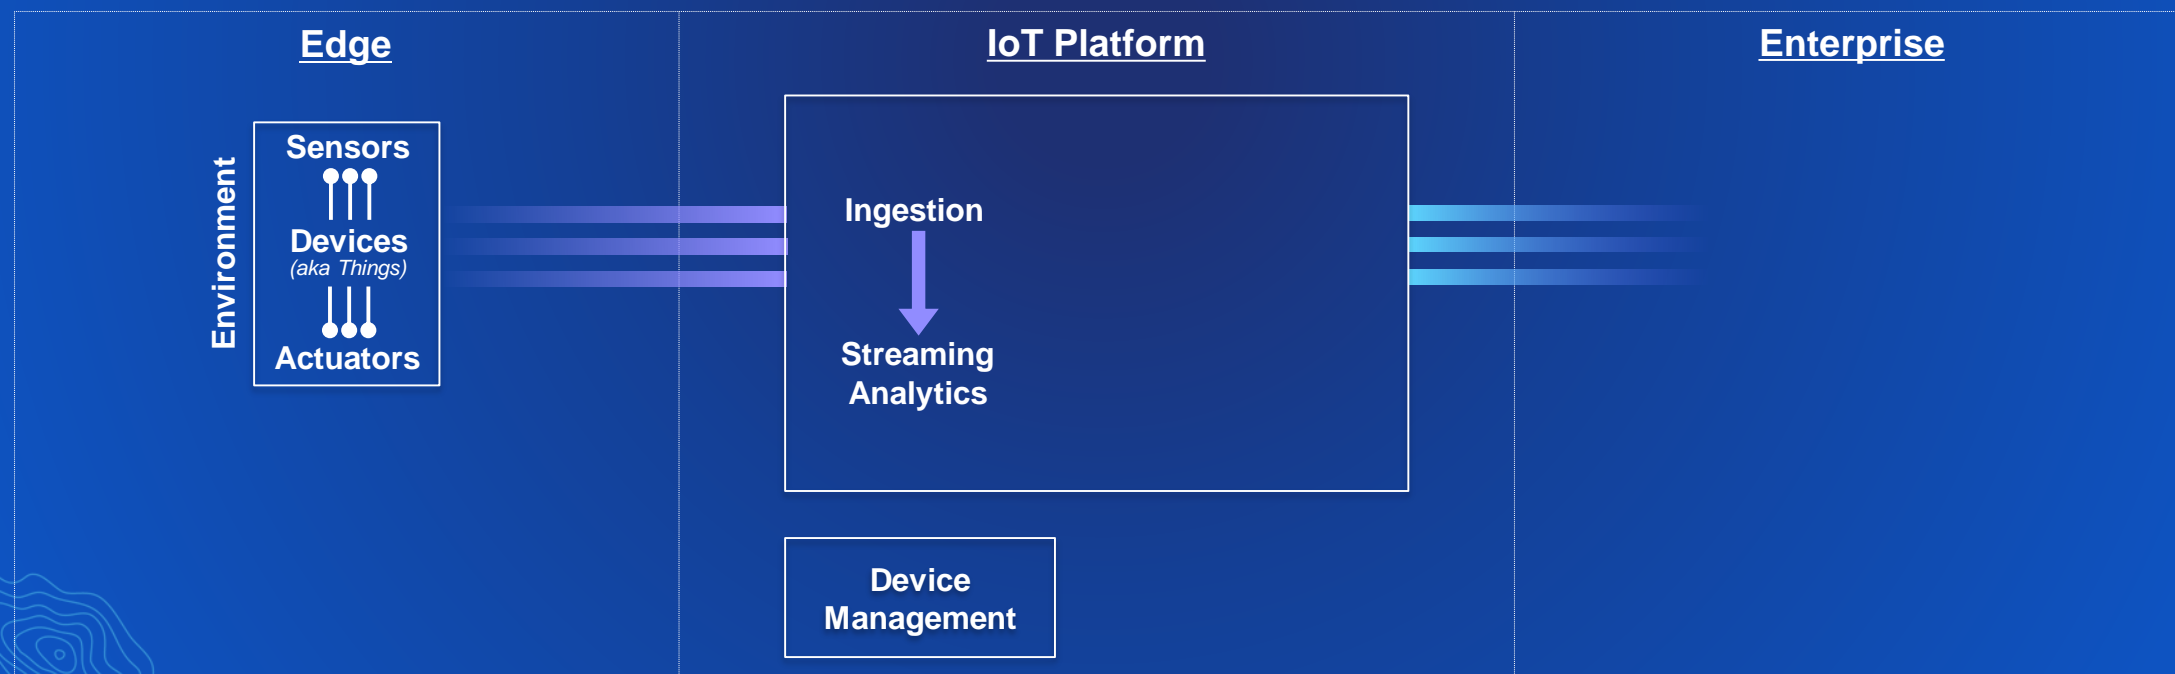 Edge
IoT Platform
Enterprise
Environment
Sensors
Devices
(aka Things)
Actuators
Ingestion
Streaming
Analytics
Device
Management